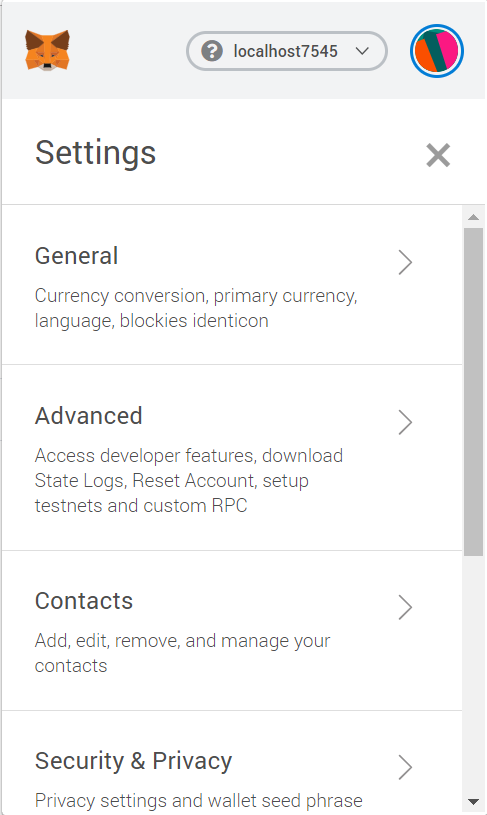 localhost7545
Settings
General
Currency conversion, primary currency,
language, blockies identicon
Advanced
Access developer features, download
State Logs, Reset Account, setup
testnets and custom RPC
Contacts
Add, edit, remove, and manage your
contacts
Security & Privacy
Privacy settings and wallet seed phrase